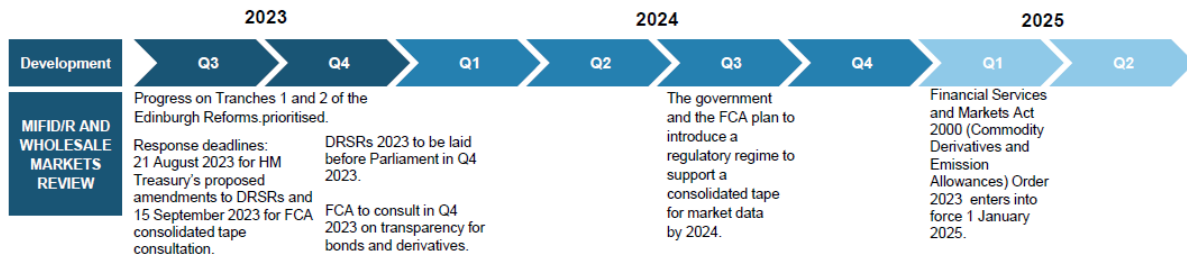 2023
2024
2025
Development
Q3
Q4
Q1
Q2
Q3
Q4
Q1
Q2
MIFID/R AND
WHOLESALE
MARKETS
REVIEW
Progress on Tranches 1 and 2 of the
Edinburgh Reforms.prioritised.
Response deadlines:
21 August 2023 for HM
Treasury's proposed
amendments to DRSRs and
15 September 2023 for FCA
consolidated tape
consultation.
DRSRs 2023 to be laid
before Parliament in Q4
2023.
FCA to consult in Q4
2023 on transparency for
bonds and derivatives.
The government
and the FCA plan to
introduce a
regulatory regime to
support a
consolidated tape
for market data
by 2024.
Financial Services
and Markets Act
2000 (Commodity
Derivatives and
Emission
Allowances) Order
2023 enters into
force 1 January
2025.